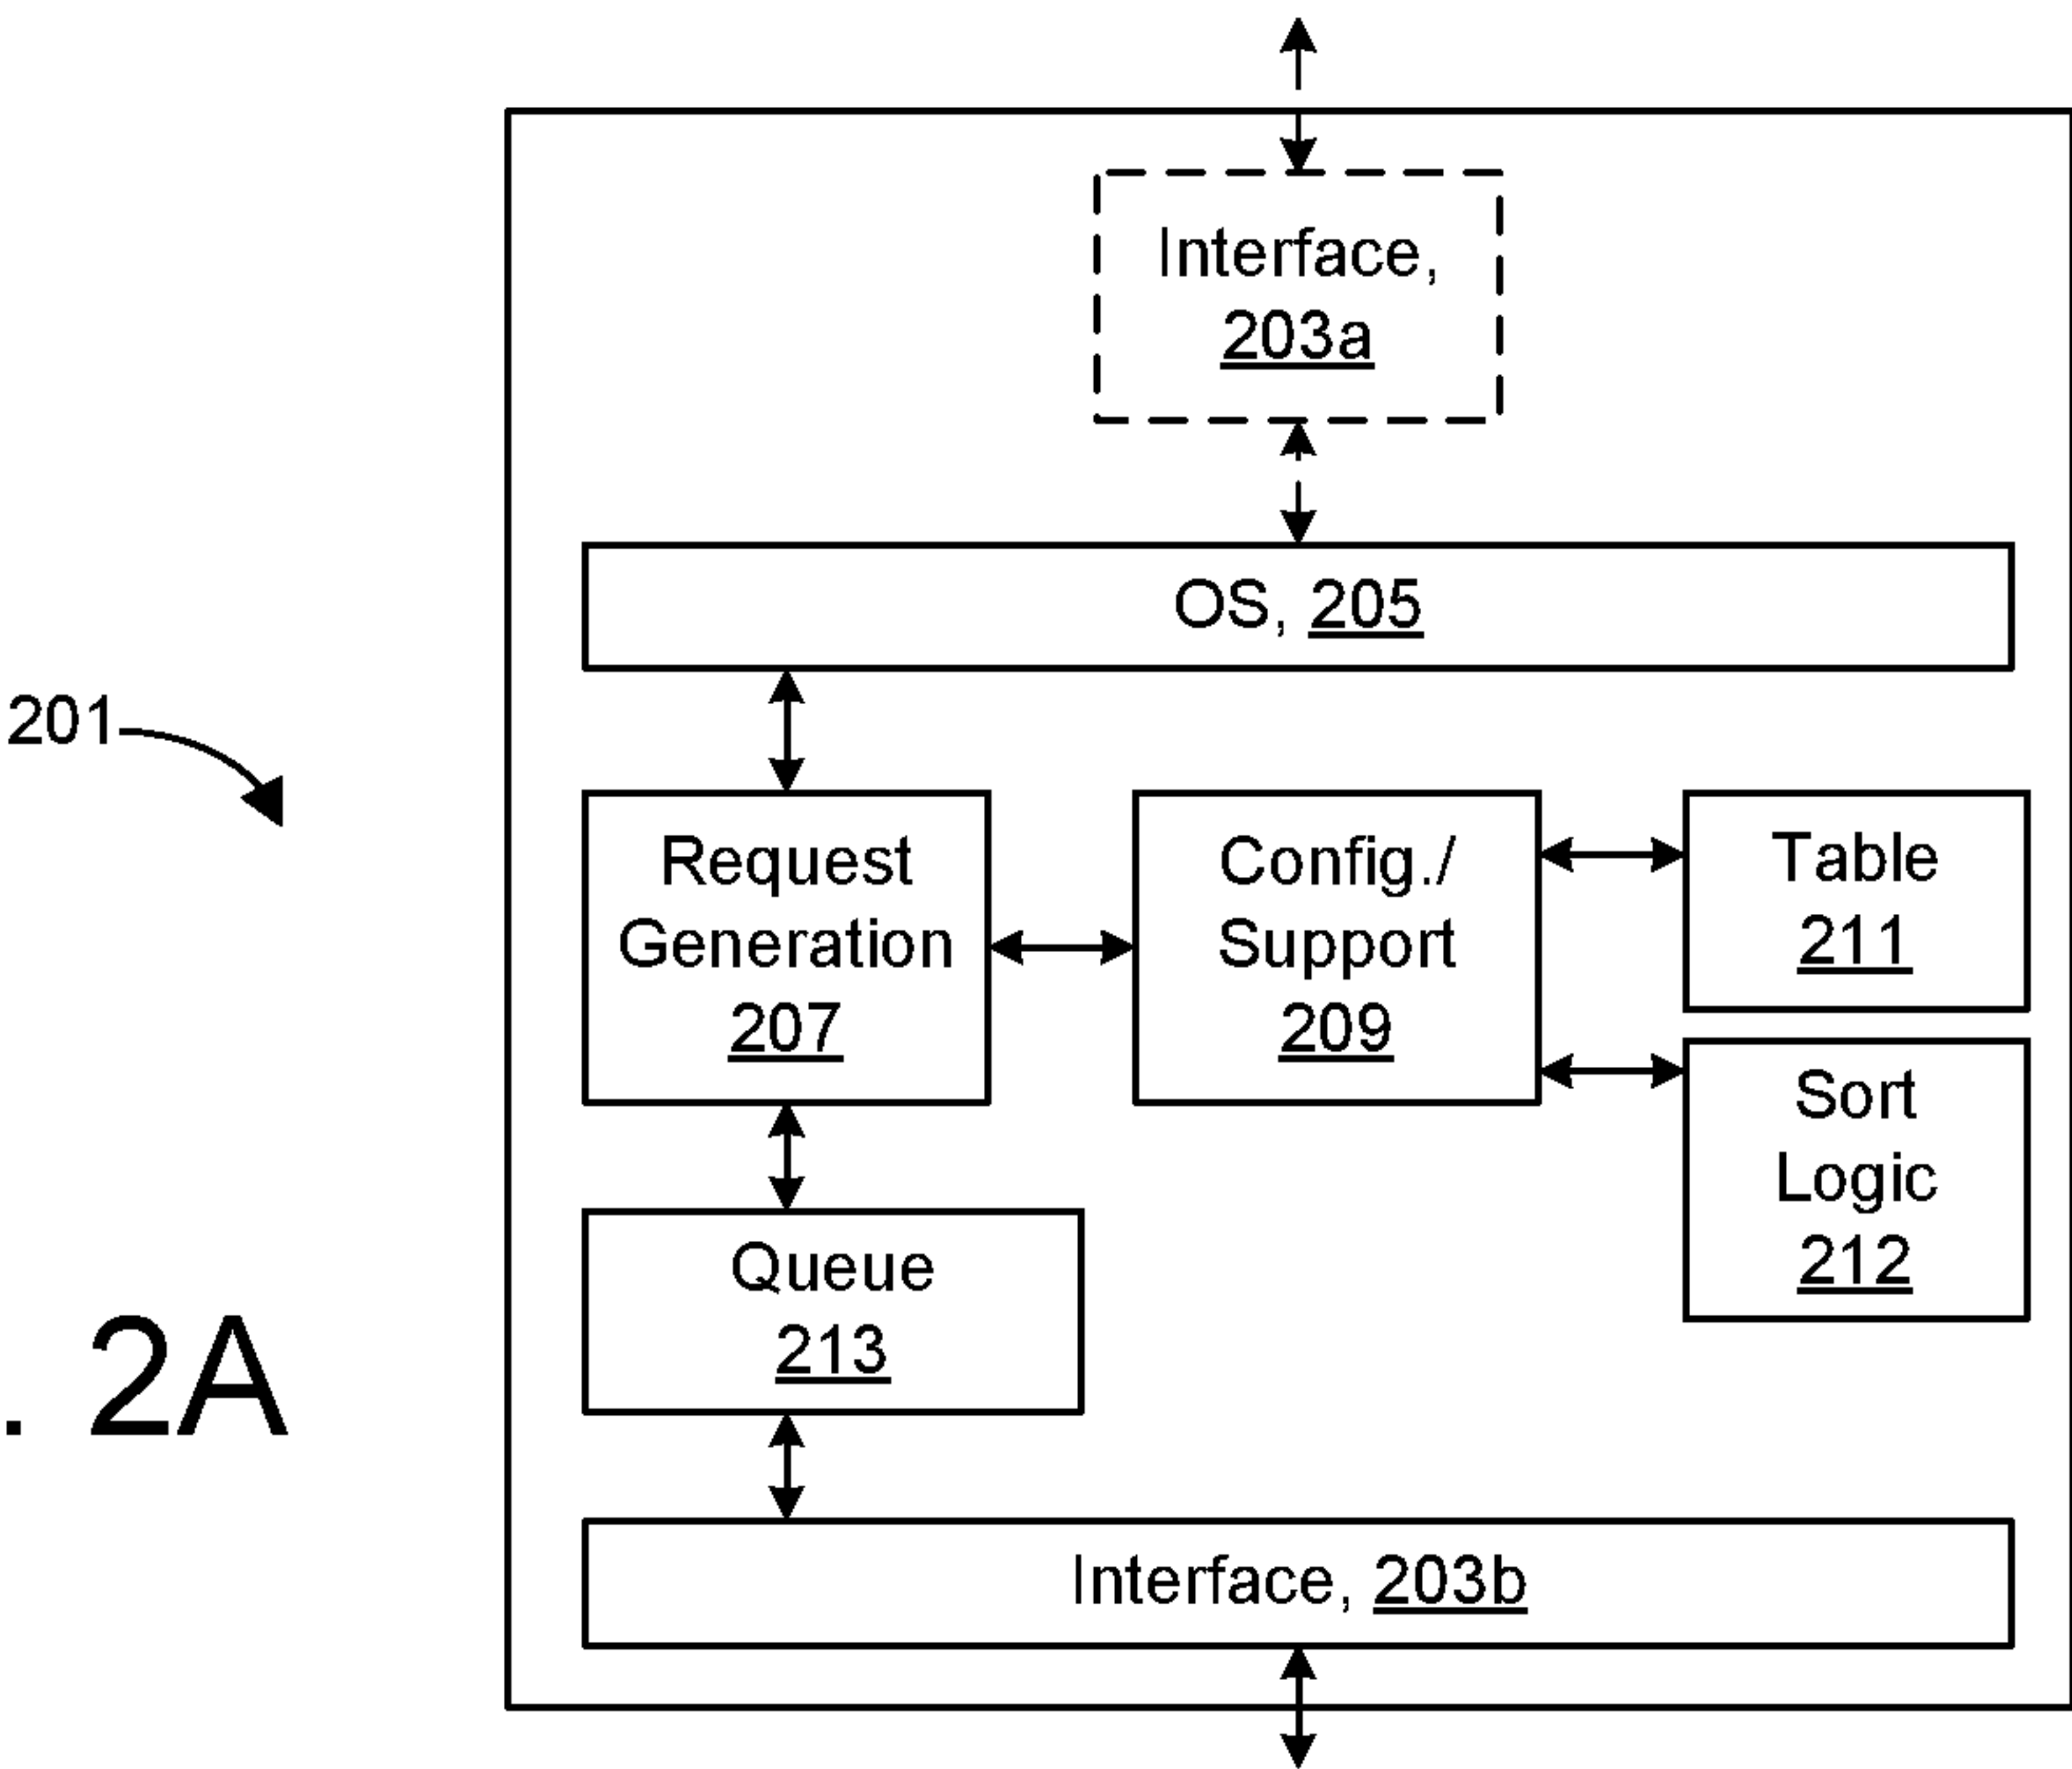 Interface,
203a
OS, 205
201
Request
Generation
207
Config./
Support
209
Table
211
Sort
Logic
212
Queue
213
. 2A
Interface, 203b